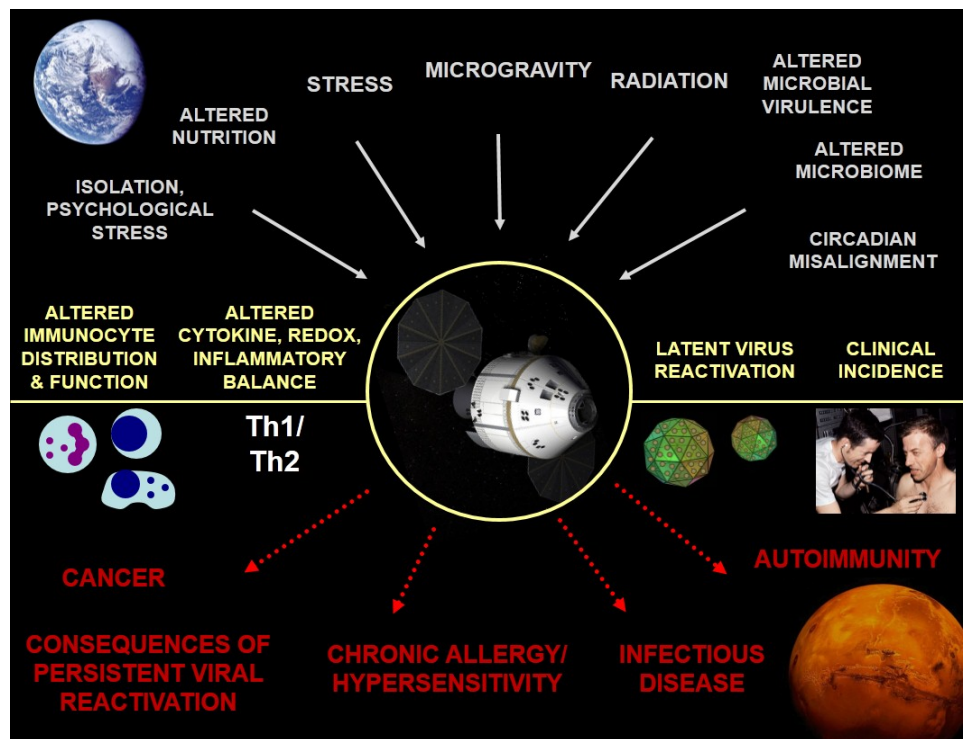 MICROGRAVITY
STRESS
RADIATION
ALTERED
MICROBIAL
VIRULENCE
ALTERED
NUTRITION
ALTERED
MICROBIOME
ISOLATION,
PSYCHOLOGICAL
STRESS
CIRCADIAN
MISALIGNMENT
ALTERED
IMMUNOCYTE
DISTRIBUTION
& FUNCTION
ALTERED
CYTOKINE, REDOX,
INFLAMMATORY
BALANCE
LATENT VIRUS
REACTIVATION
CLINICAL
INCIDENCE
Th1/
Th2
CANCER
AUTOIMMUNITY
CONSEQUENCES OF
PERSISTENT VIRAL
REACTIVATION
CHRONIC ALLERGY/
HYPERSENSITIVITY
INFECTIOUS
DISEASE